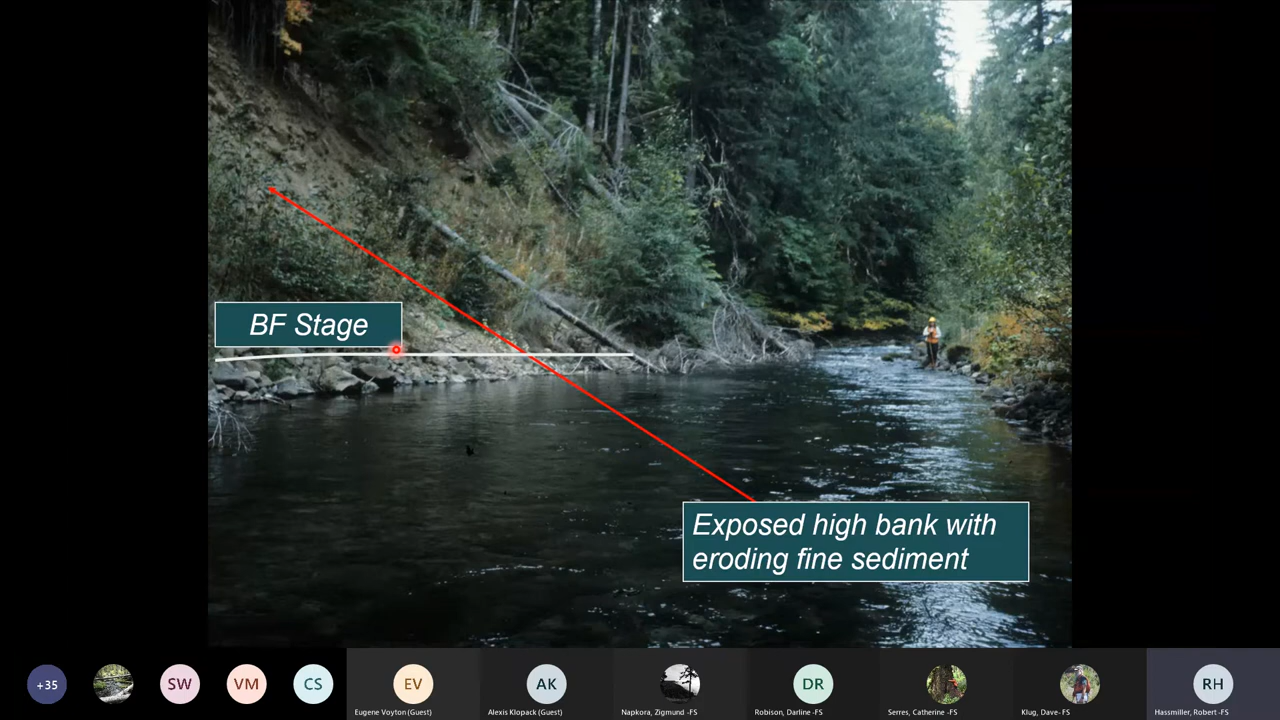 BF Stage
Exposed high bank with
eroding fine sediment
+35
SW
VM
CS
EV
AK
DR
RH
Eugene Voyton (Guest)
Alexis Klopack (Guest)
Napkora, Zigmund -FS
Robison, Darline -FS
Serres, Catherine -FS
Klug, Dave- FS
Hassmiller, Robert -FS